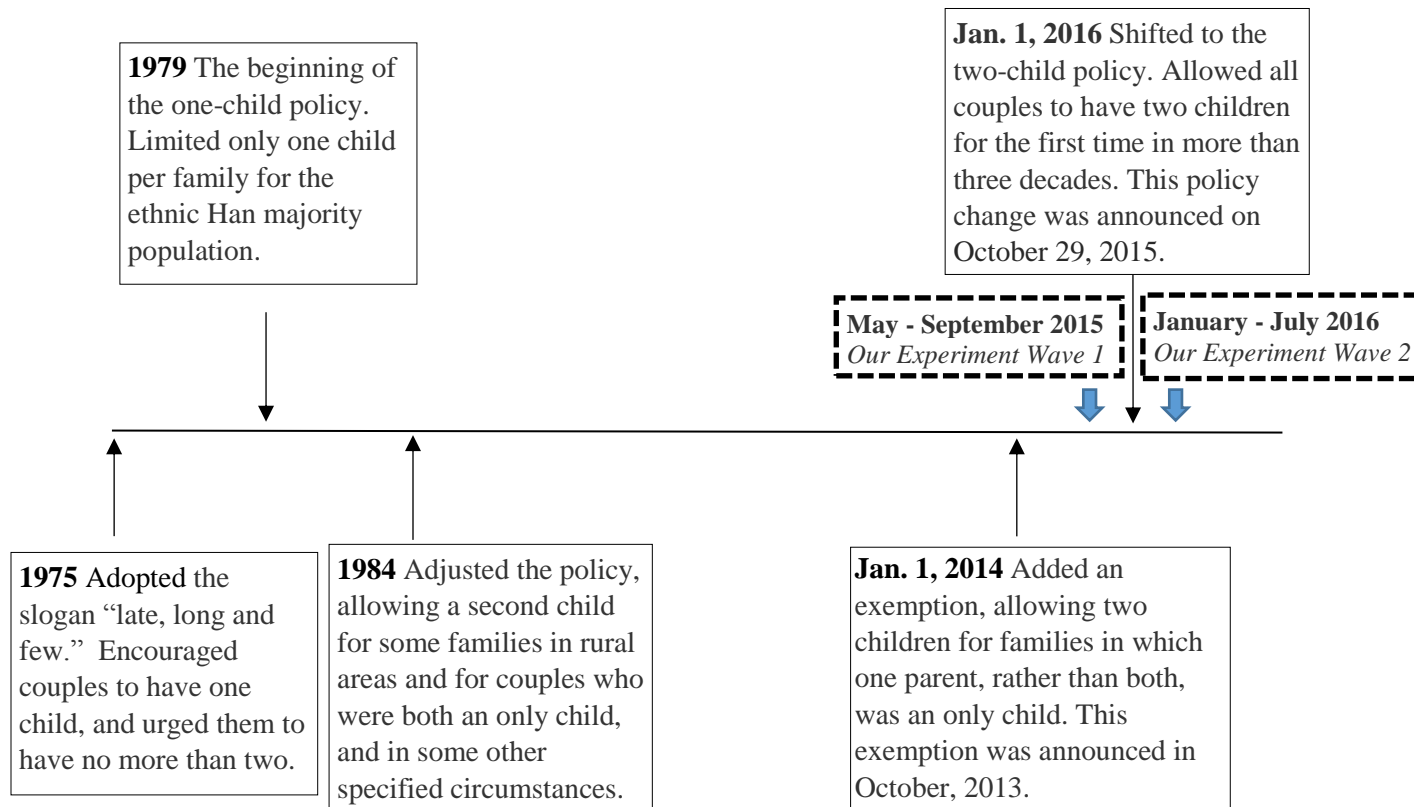 1979 The beginning of
the one-child policy.
Limited only one child
per family for the
ethnic Han majority
population.
Jan. 1, 2016 Shifted to the
two-child policy. Allowed all
couples to have two children
for the first time in more than
three decades. This policy
change was announced on
October 29, 2015.
May - September 2015
Our Experiment Wave 1
January - July 2016
Our Experiment Wave 2
1975 Adopted the
slogan “late, long and
few.”  Encouraged
couples to have one
child, and urged them to
have no more than two.
1984 Adjusted the policy,
allowing a second child
for some families in rural
areas and for couples who
were both an only child,
and in some other
specified circumstances.
Jan. 1, 2014 Added an
exemption, allowing two
children for families in which
one parent, rather than both,
was an only child. This
exemption was announced in
October, 2013.